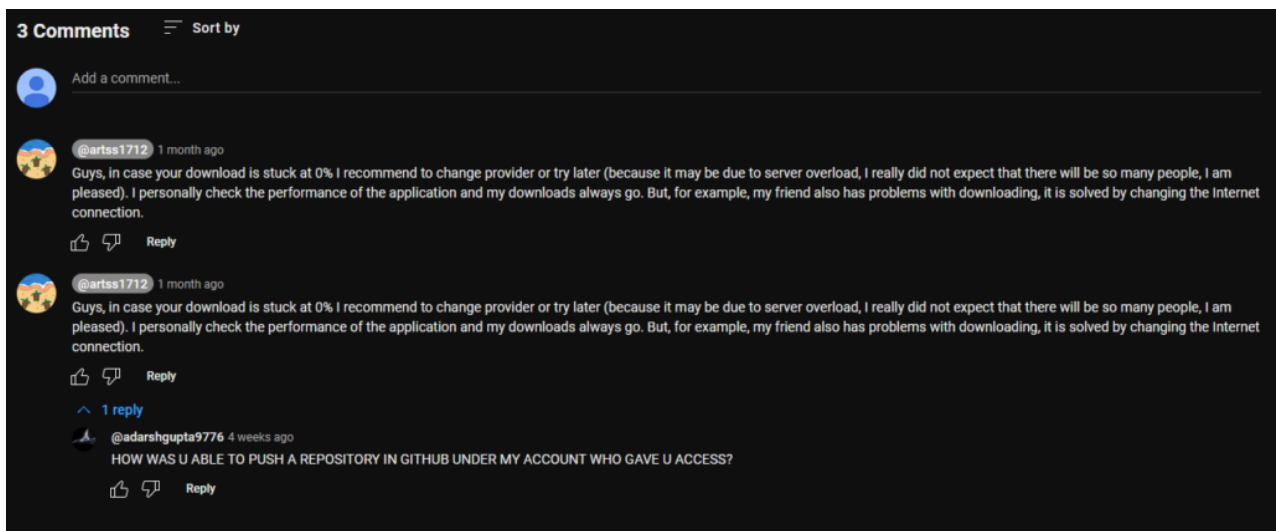 3 Comments Sort by
Add a comment...
@artss1712 1 month ago
Guys, in case your download is stuck at 0% I recommend to change provider or try later (because it may be due to server overload, I really did not expect that there will be so many people, I am
pleased). I personally check the performance of the application and my downloads always go. But, for example, my friend also has problems with downloading, it is solved by changing the Internet
connection.
Reply
@artss1712 1 month ago
Guys, in case your download is stuck at 0% I recommend to change provider or try later (because it may be due to server overload, I really did not expect that there will be so many people, I am
pleased). I personally check the performance of the application and my downloads always go. But, for example, my friend also has problems with downloading, it is solved by changing the Internet
connection.
Reply
1 reply
@adarshgupta9776 4 weeks ago
HOW WAS U ABLE TO PUSH A REPOSITORY IN GITHUB UNDER MY ACCOUNT WHO GAVE U ACCESS?
Reply